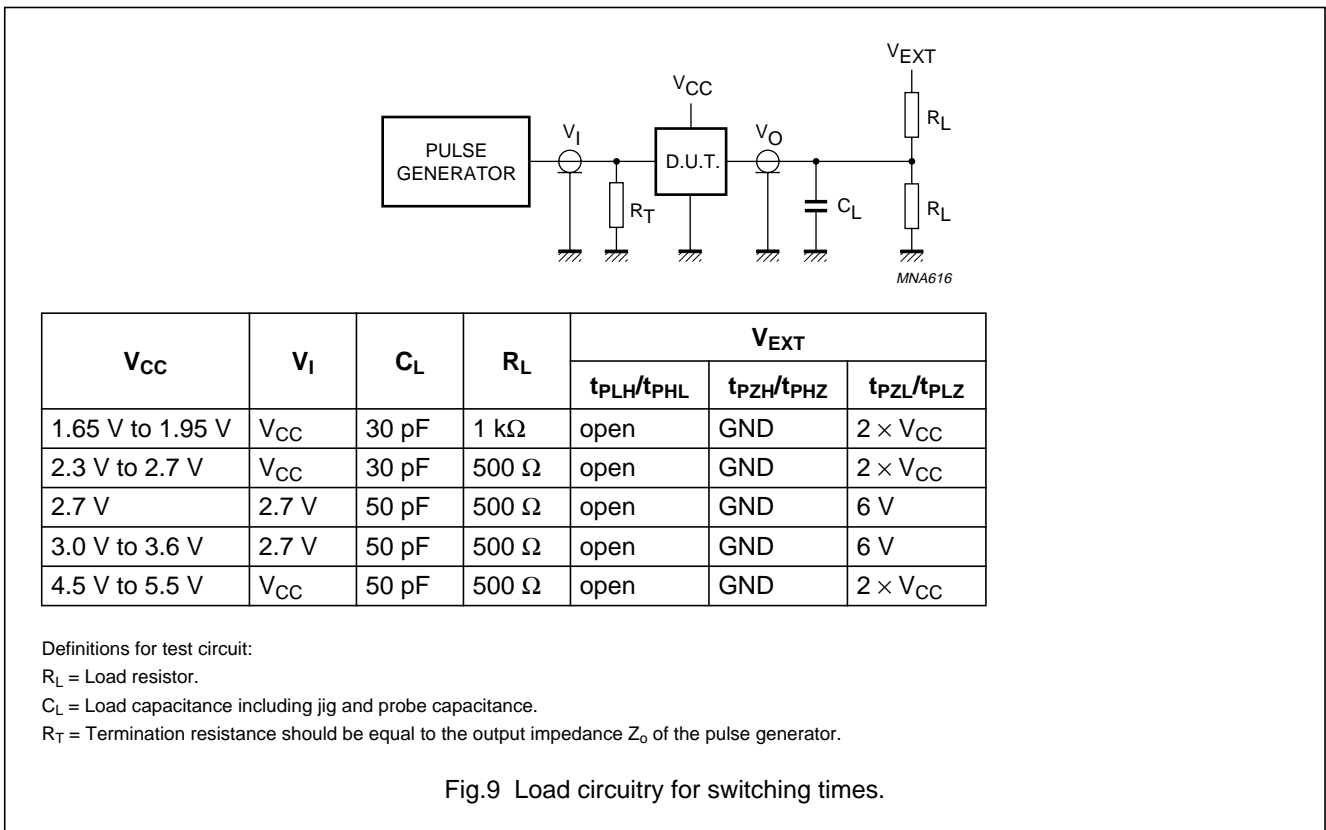 V_EXT
V_CC
R_L
V_I
V_O
PULSE
GENERATOR
D.U.T.
R_T
C_L
R_L
MNA616
V_CC V_I C_L R_L V_EXT
t_PLH/t_PHL t_PZH/t_PHZ t_PZL/t_PLZ
1.65 V to 1.95 V V_CC 30 pF 1 kΩ open GND 2 × V_CC
2.3 V to 2.7 V V_CC 30 pF 500 Ω open GND 2 × V_CC
2.7 V 2.7 V 50 pF 500 Ω open GND 6 V
3.0 V to 3.6 V 2.7 V 50 pF 500 Ω open GND 6 V
4.5 V to 5.5 V V_CC 50 pF 500 Ω open GND 2 × V_CC
Definitions for test circuit:
R_L = Load resistor.
C_L = Load capacitance including jig and probe capacitance.
R_T = Termination resistance should be equal to the output impedance Z_o of the pulse generator.
Fig.9 Load circuitry for switching times.